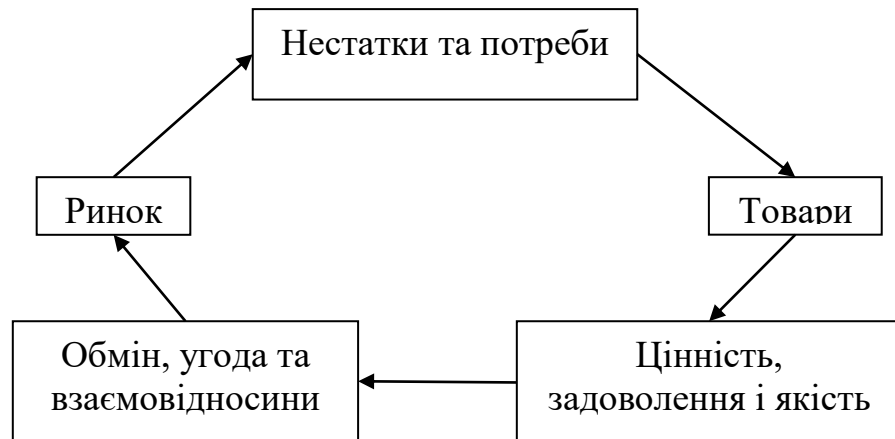 Нестатки та потреби
Ринок
Товари
Обмін, угода та
взаємовідносини
Цінність,
задоволення і якість